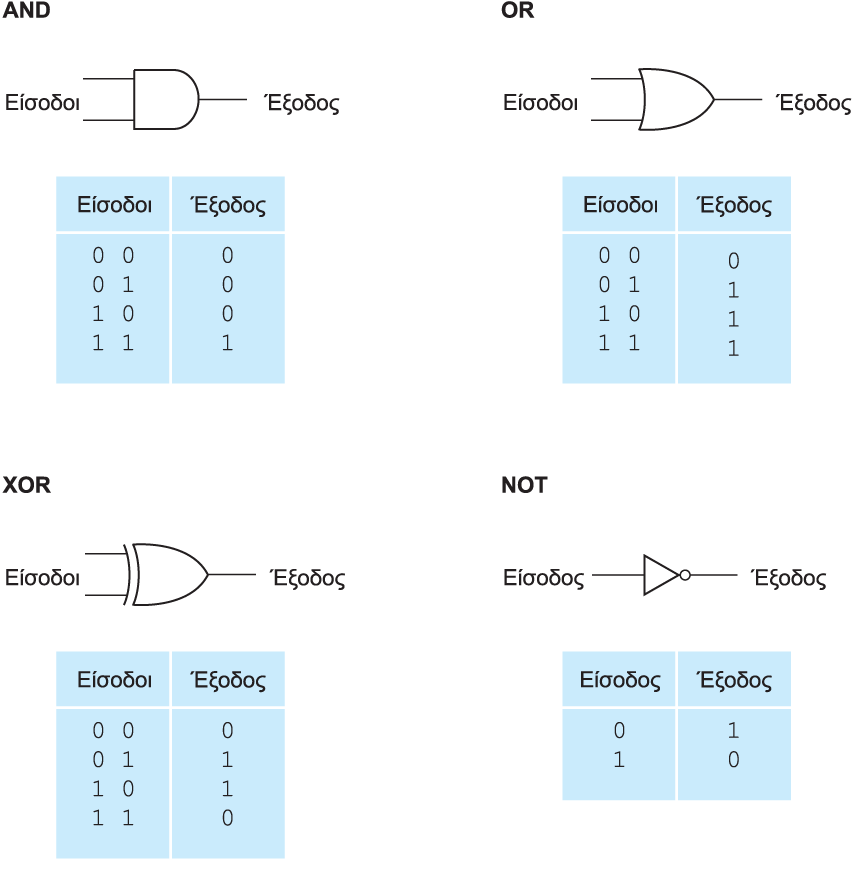 AND
Είσοδοι Έξοδος
Είσοδοι Έξοδος
0 0 0
0 1 0
1 0 0
1 1 1
OR
Είσοδοι Έξοδος
Είσοδοι Έξοδος
0 0 0
0 1 1
1 0 1
1 1 1
XOR
Είσοδοι Έξοδος
Είσοδοι Έξοδος
0 0 0
0 1 1
1 0 1
1 1 0
NOT
Είσοδος Έξοδος
Είσοδος Έξοδος
0 1
1 0